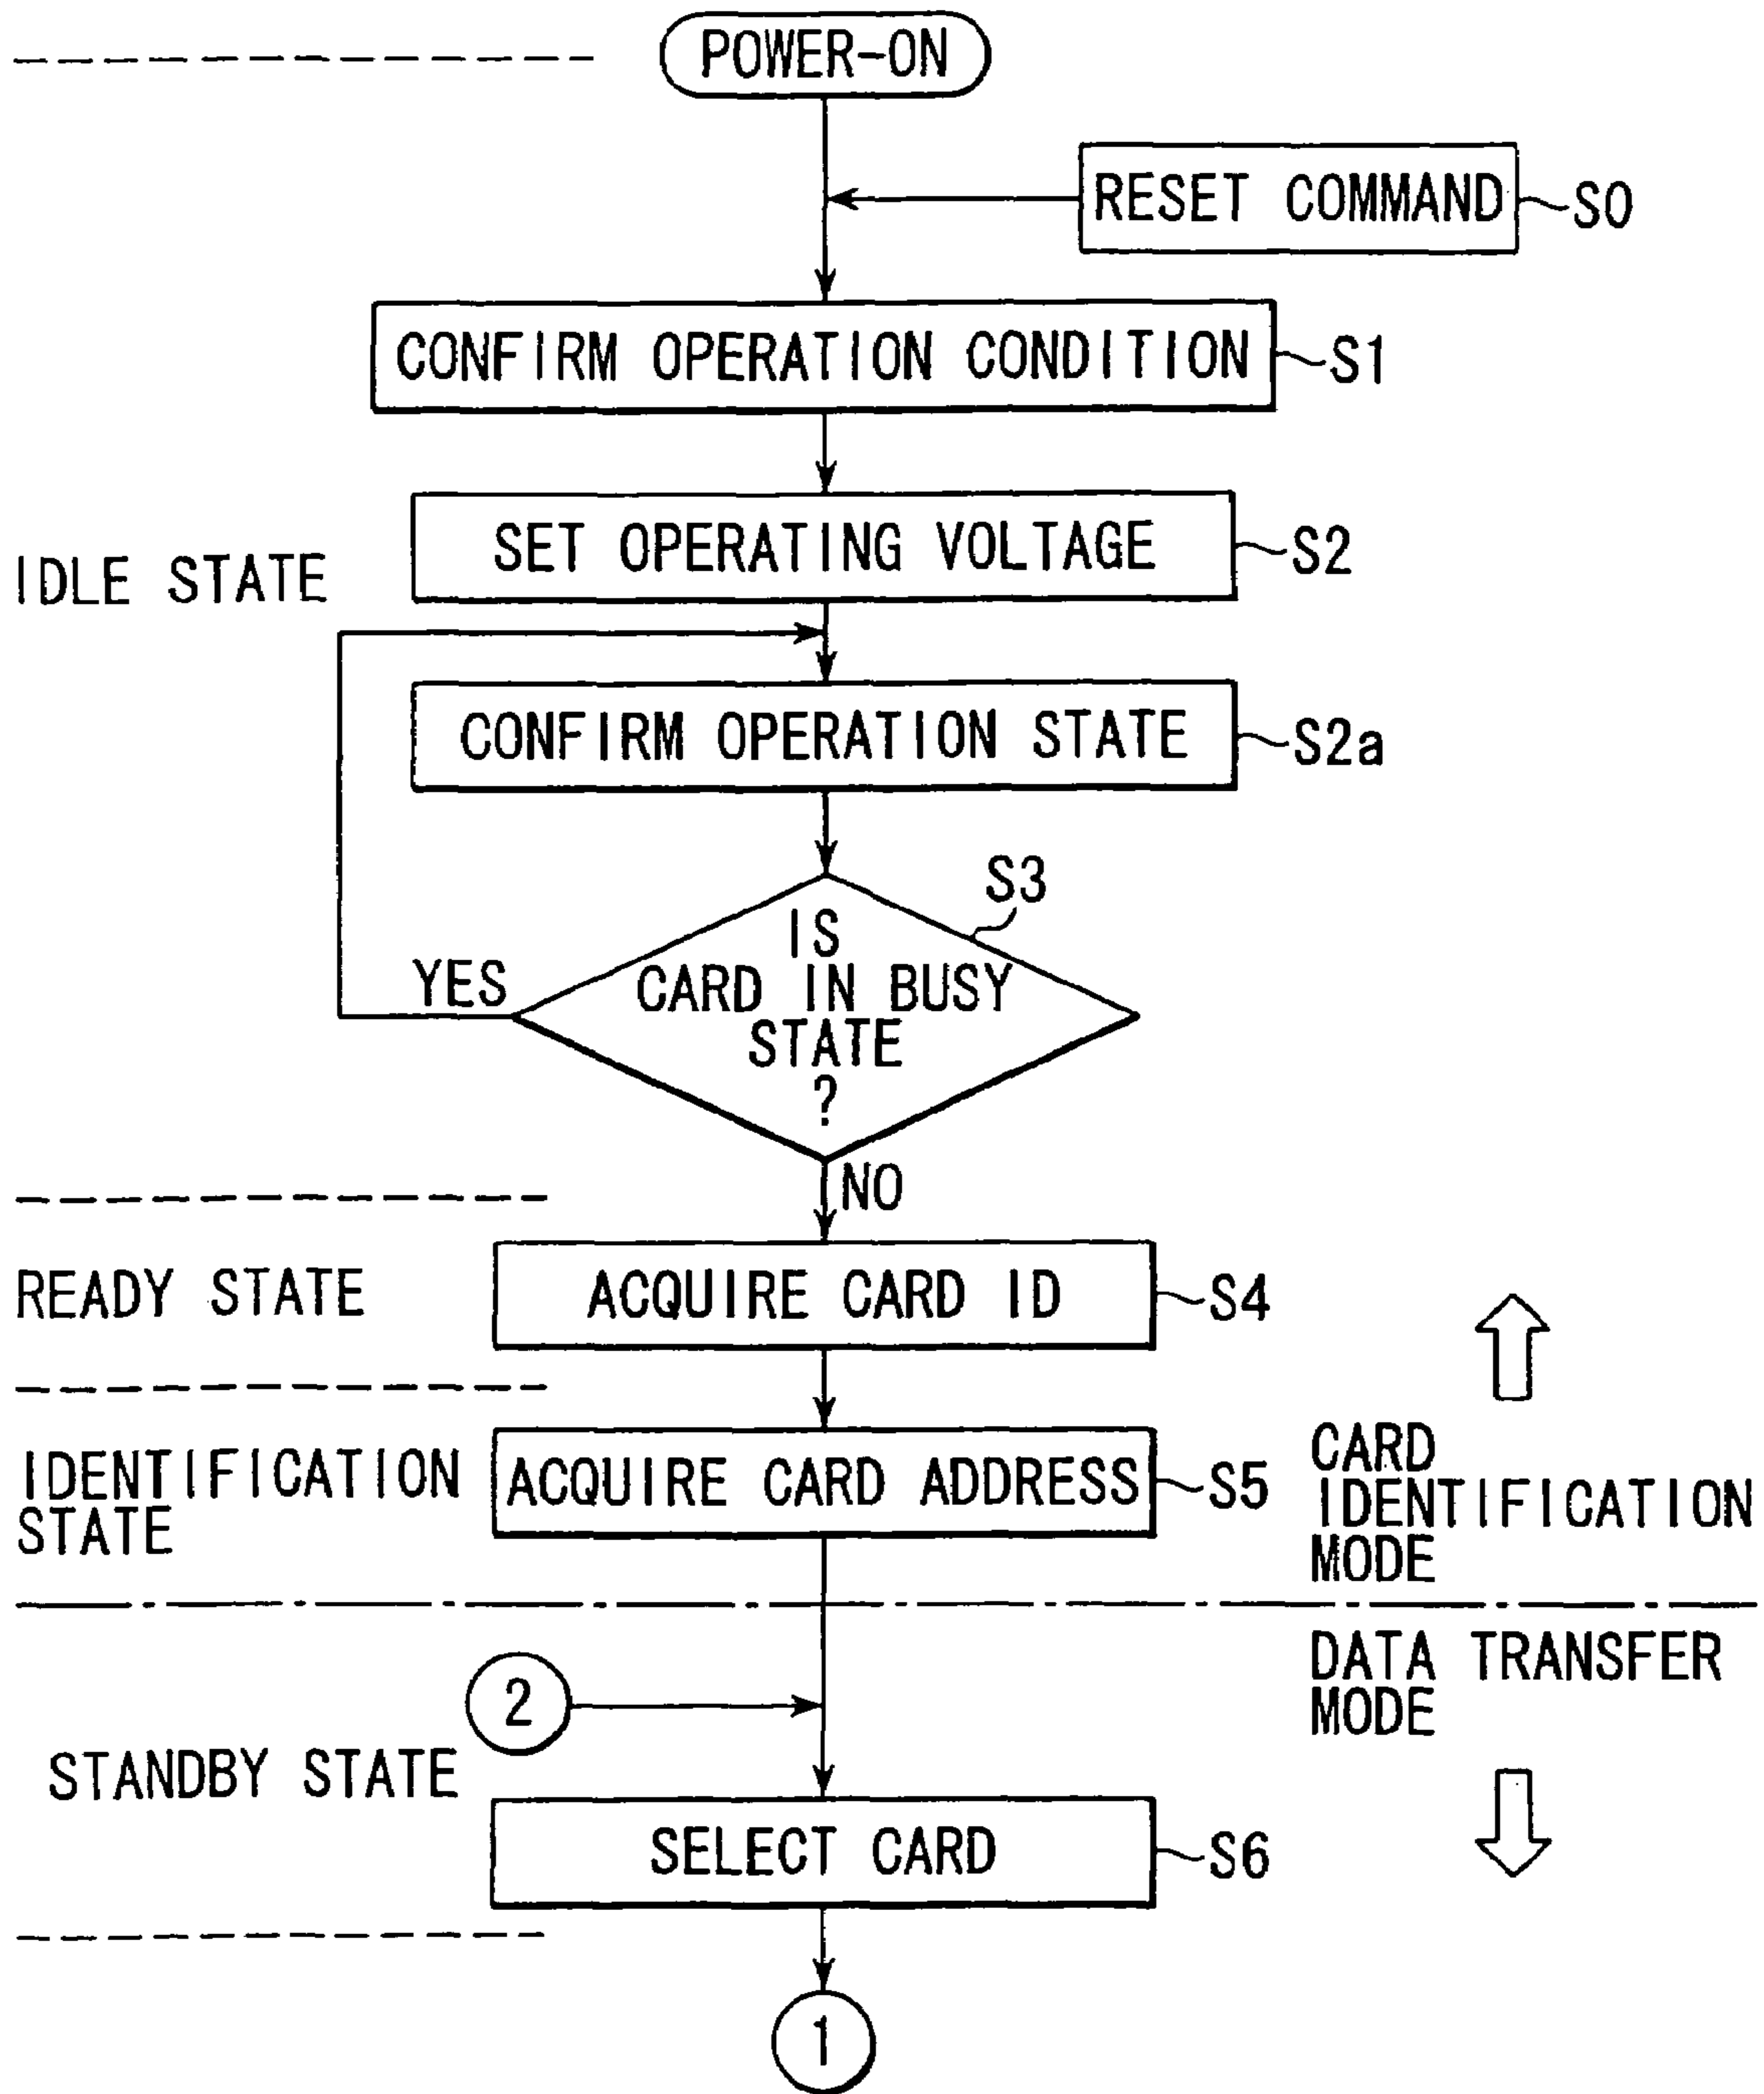 POWER-ON
RESET COMMAND
S0
CONFIRM OPERATION CONDITION
S1
SET OPERATING VOLTAGE
S2
IDLE STATE
CONFIRM OPERATION STATE
S2a
S3
IS
CARD IN BUSY
STATE
?
YES
NO
READY STATE
ACQUIRE CARD ID
S4
IDENTIFICATION
STATE
ACQUIRE CARD ADDRESS
S5
CARD
IDENTIFICATION
MODE
DATA TRANSFER
MODE
2
STANDBY STATE
SELECT CARD
S6
1